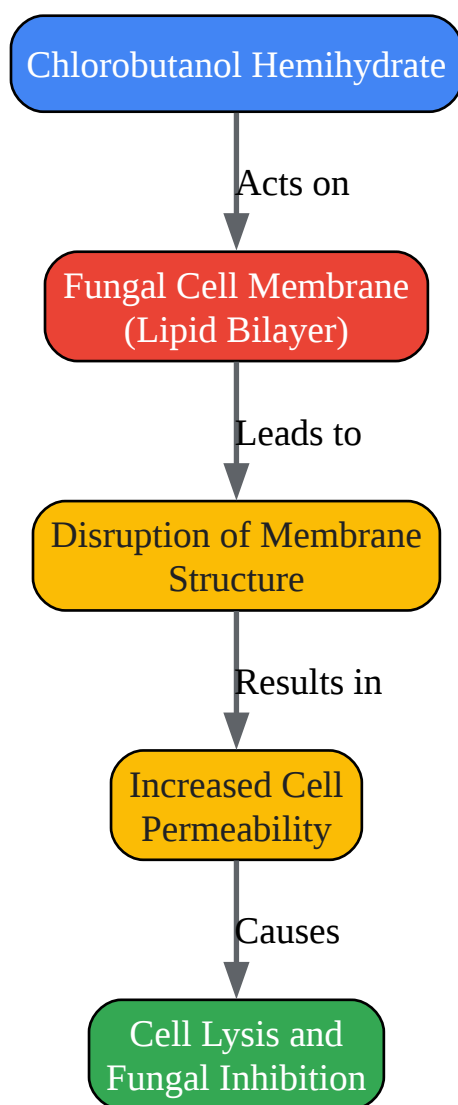 Chlorobutanol Hemihydrate
Acts on
Fungal Cell Membrane
(Lipid Bilayer)
Leads to
Disruption of Membrane
Structure
Results in
Increased Cell
Permeability
Causes
Cell Lysis and
Fungal Inhibition